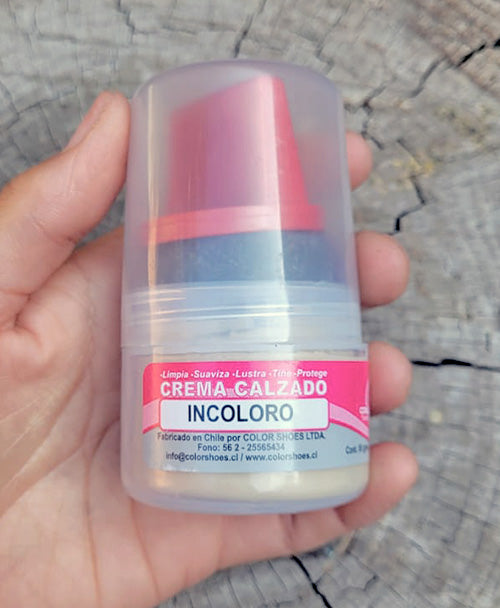 -Limpia -Suaviza -Lustra -Tiñe -Protege
CREMA CALZADO
INCOLORO
Fabricado en Chile por COLOR SHOES LTDA.
Fono: 56 2 - 25565434
info@colorshoes.cl / www.colorshoes.cl
Cont.